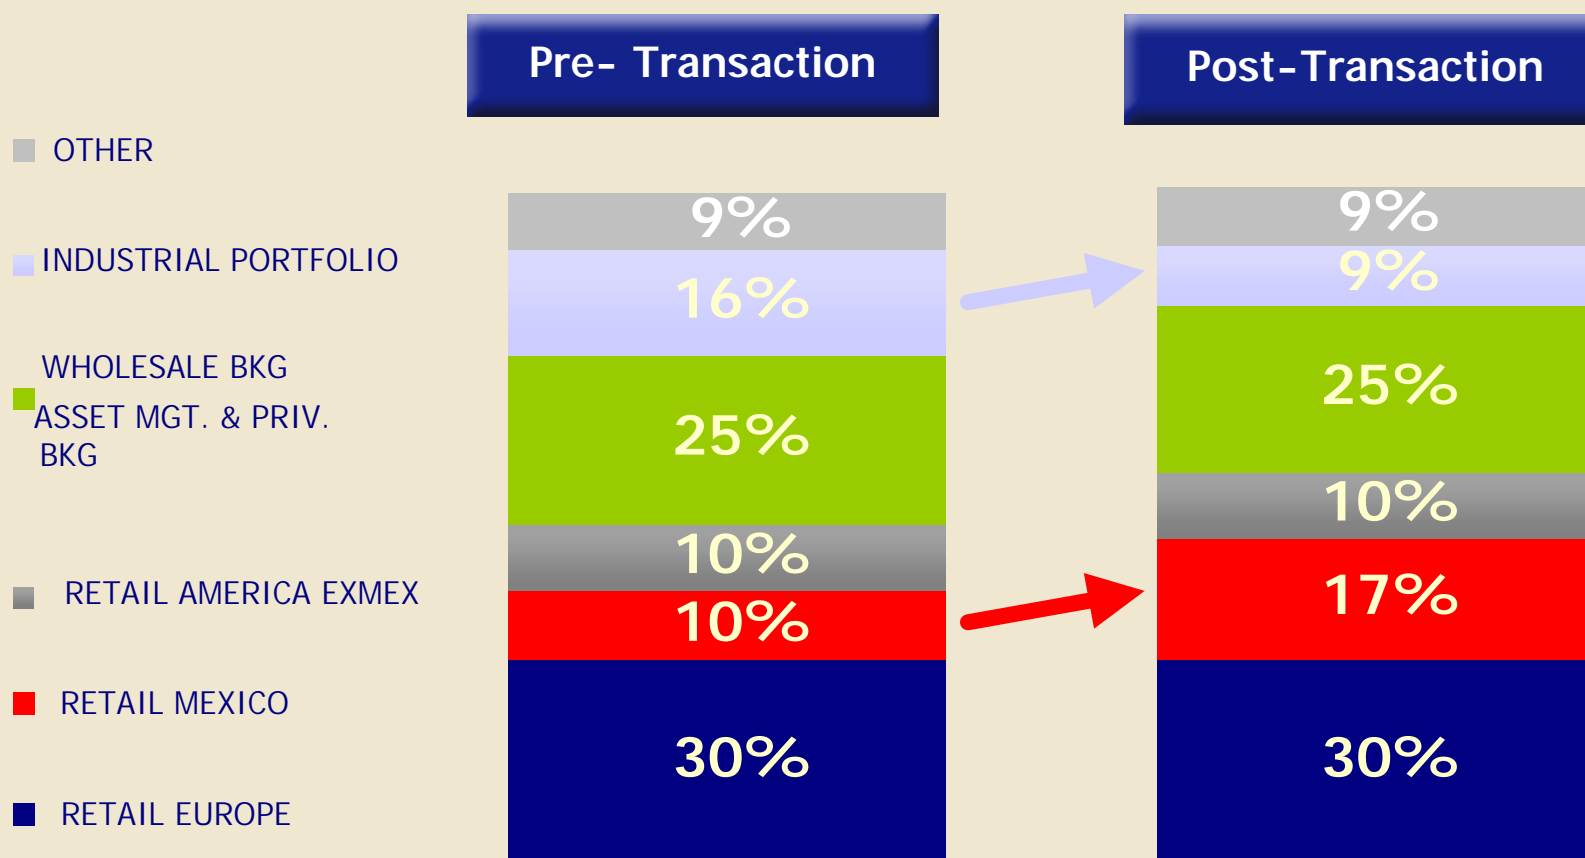 Pre- Transaction
Post-Transaction
OTHER
INDUSTRIAL PORTFOLIO
WHOLESALE BKG
ASSET MGT. & PRIV.
BKG
RETAIL AMERICA EXMEX
RETAIL MEXICO
RETAIL EUROPE
9%
16%
25%
10%
10%
30%
9%
9%
25%
10%
17%
30%